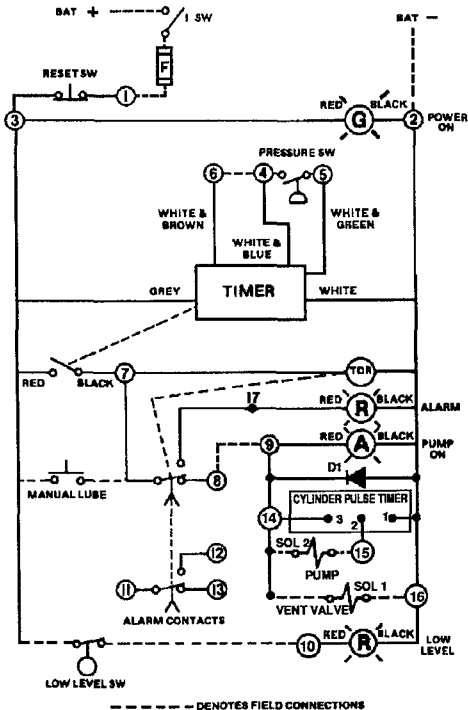 BAT +
1 SW
BAT −
F
RESET SW
1
3
RED
BLACK
G
2
POWER
ON
PRESSURE SW
6
4
5
WHITE &
BROWN
WHITE &
BLUE
WHITE &
GREEN
GREY
TIMER
WHITE
RED
BLACK
7
TDR
17
RED
BLACK
R
ALARM
9
RED
BLACK
A
PUMP
ON
MANUAL LUBE
8
D1
CYLINDER PULSE TIMER
14
3
2
1
SOL 2
15
PUMP
12
11
13
SOL 1
VENT VALVE
16
ALARM CONTACTS
10
RED
BLACK
R
LOW
LEVEL
LOW LEVEL SW
DENOTES FIELD CONNECTIONS